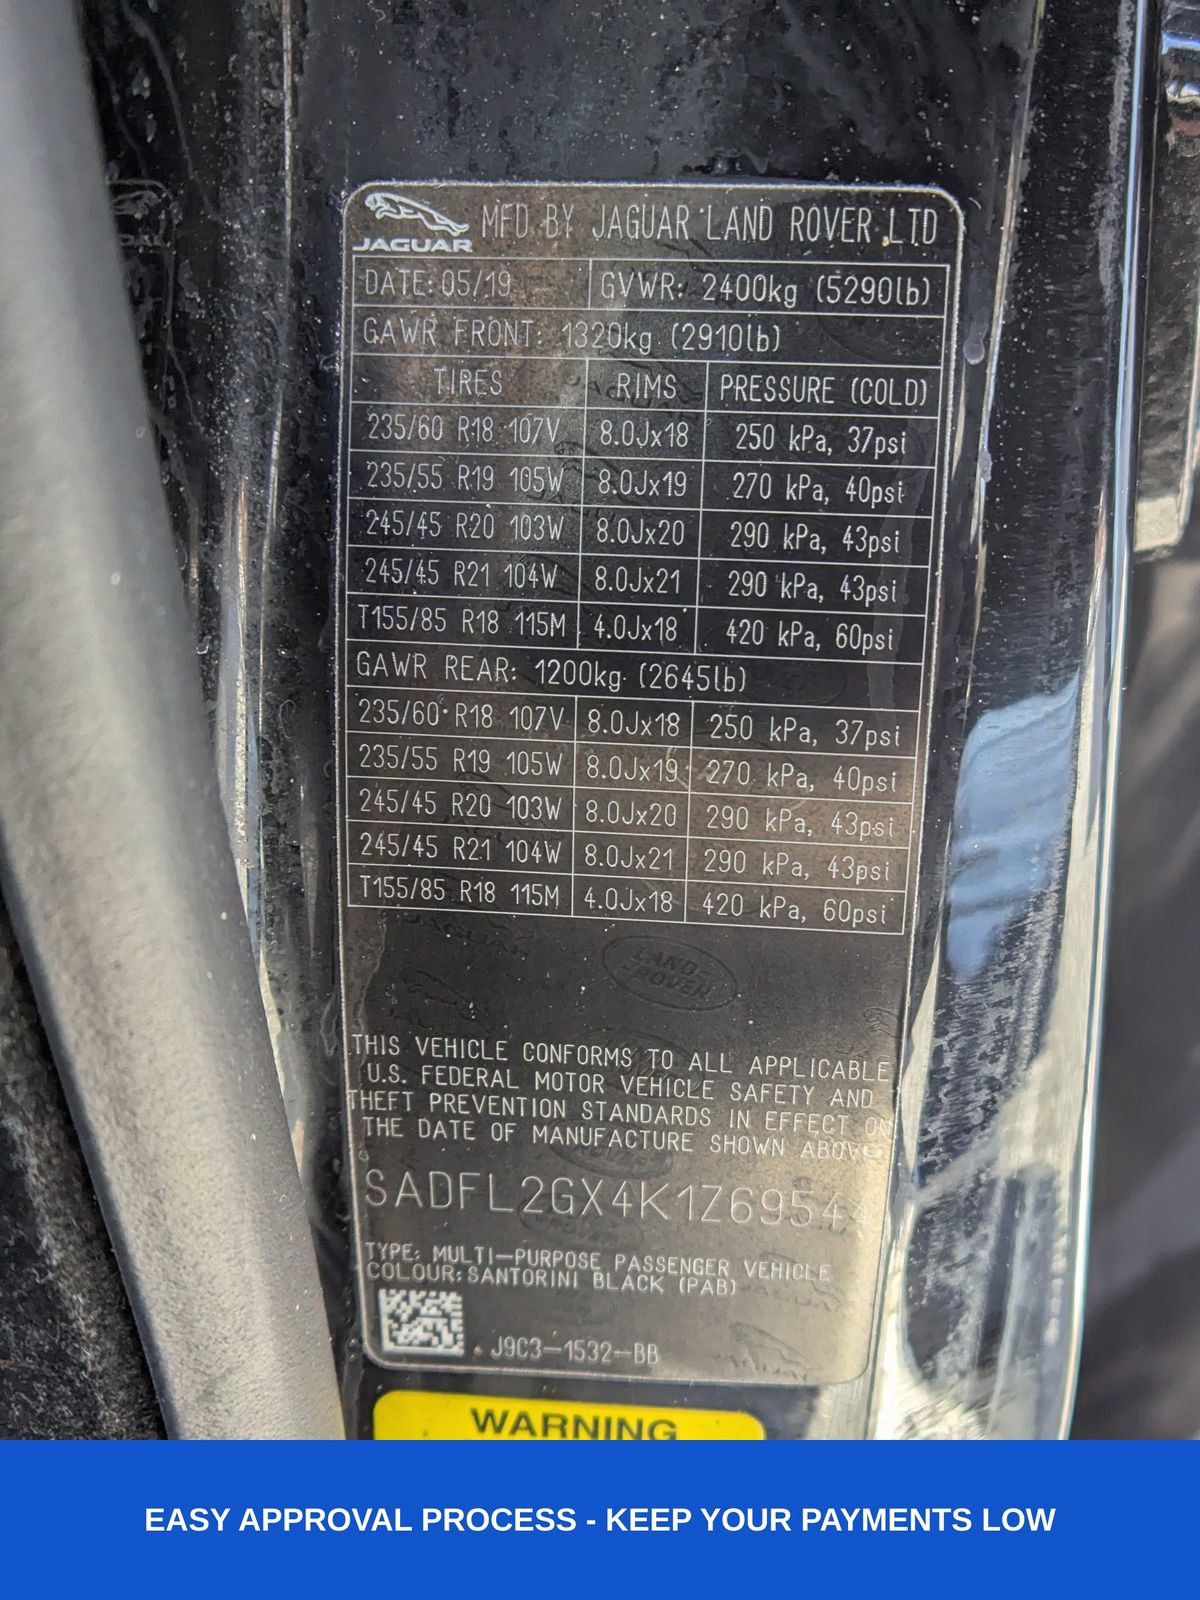 JAGUAR MFD BY JAGUAR LAND ROVER LTD
DATE: 05/19 GVWR: 2400kg (5290lb)
GAWR FRONT: 1320kg (2910lb)
TIRES RIMS PRESSURE (COLD)
235/60 R18 107V 8.0Jx18 250 kPa, 37psi
235/55 R19 105W 8.0Jx19 270 kPa, 40psi
245/45 R20 103W 8.0Jx20 290 kPa, 43psi
245/45 R21 104W 8.0Jx21 290 kPa, 43psi
T155/85 R18 115M 4.0Jx18 420 kPa, 60psi
GAWR REAR: 1200kg (2645lb)
235/60 R18 107V 8.0Jx18 250 kPa, 37psi
235/55 R19 105W 8.0Jx19 270 kPa, 40psi
245/45 R20 103W 8.0Jx20 290 kPa, 43psi
245/45 R21 104W 8.0Jx21 290 kPa, 43psi
T155/85 R18 115M 4.0Jx18 420 kPa, 60psi
JAGUAR
LAND-
-ROVER
THIS VEHICLE CONFORMS TO ALL APPLICABLE
U.S. FEDERAL MOTOR VEHICLE SAFETY AND
THEFT PREVENTION STANDARDS IN EFFECT ON
THE DATE OF MANUFACTURE SHOWN ABOVE
SADFL2GX4K1Z69544
TYPE: MULTI-PURPOSE PASSENGER VEHICLE
COLOUR: SANTORINI BLACK (PAB)
J9C3-1532-BB
WARNING
EASY APPROVAL PROCESS - KEEP YOUR PAYMENTS LOW